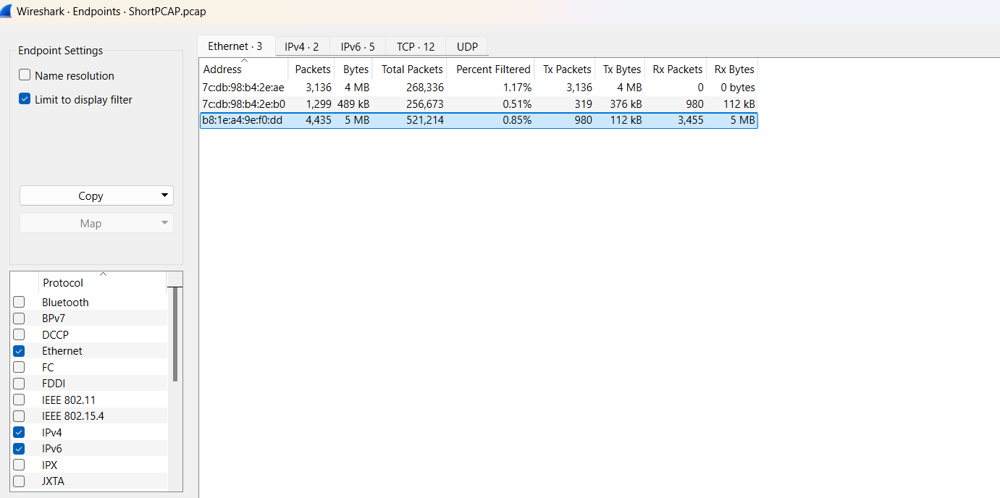 Wireshark · Endpoints · ShortPCAP.pcap
Endpoint Settings
Name resolution
Limit to display filter
Copy
Map
Protocol
Bluetooth
BPv7
DCCP
Ethernet
FC
FDDI
IEEE 802.11
IEEE 802.15.4
IPv4
IPv6
IPX
JXTA
Ethernet · 3 IPv4 · 2 IPv6 · 5 TCP · 12 UDP
Address Packets Bytes Total Packets Percent Filtered Tx Packets Tx Bytes Rx Packets Rx Bytes
7c:db:98:b4:2e:ae 3,136 4 MB 268,336 1.17% 3,136 4 MB 0 0 bytes
7c:db:98:b4:2e:b0 1,299 489 kB 256,673 0.51% 319 376 kB 980 112 kB
b8:1e:a4:9e:f0:dd 4,435 5 MB 521,214 0.85% 980 112 kB 3,455 5 MB